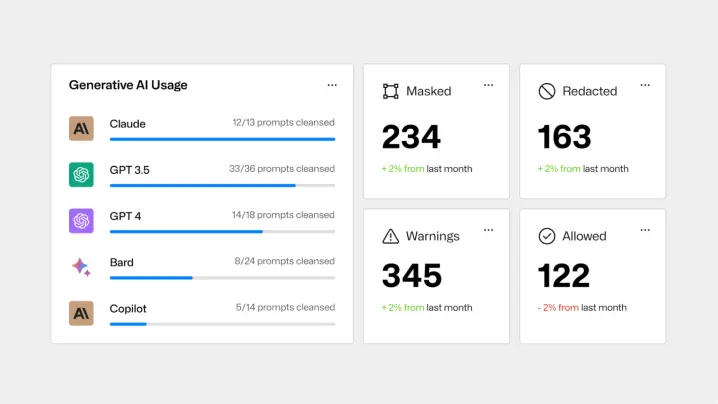 Generative AI Usage
Claude
12/13 prompts cleansed
GPT 3.5
33/36 prompts cleansed
GPT 4
14/18 prompts cleansed
Bard
8/24 prompts cleansed
Copilot
5/14 prompts cleansed
Masked
234
+ 2% from last month
Redacted
163
+ 2% from last month
Warnings
345
+ 2% from last month
Allowed
122
- 2% from last month